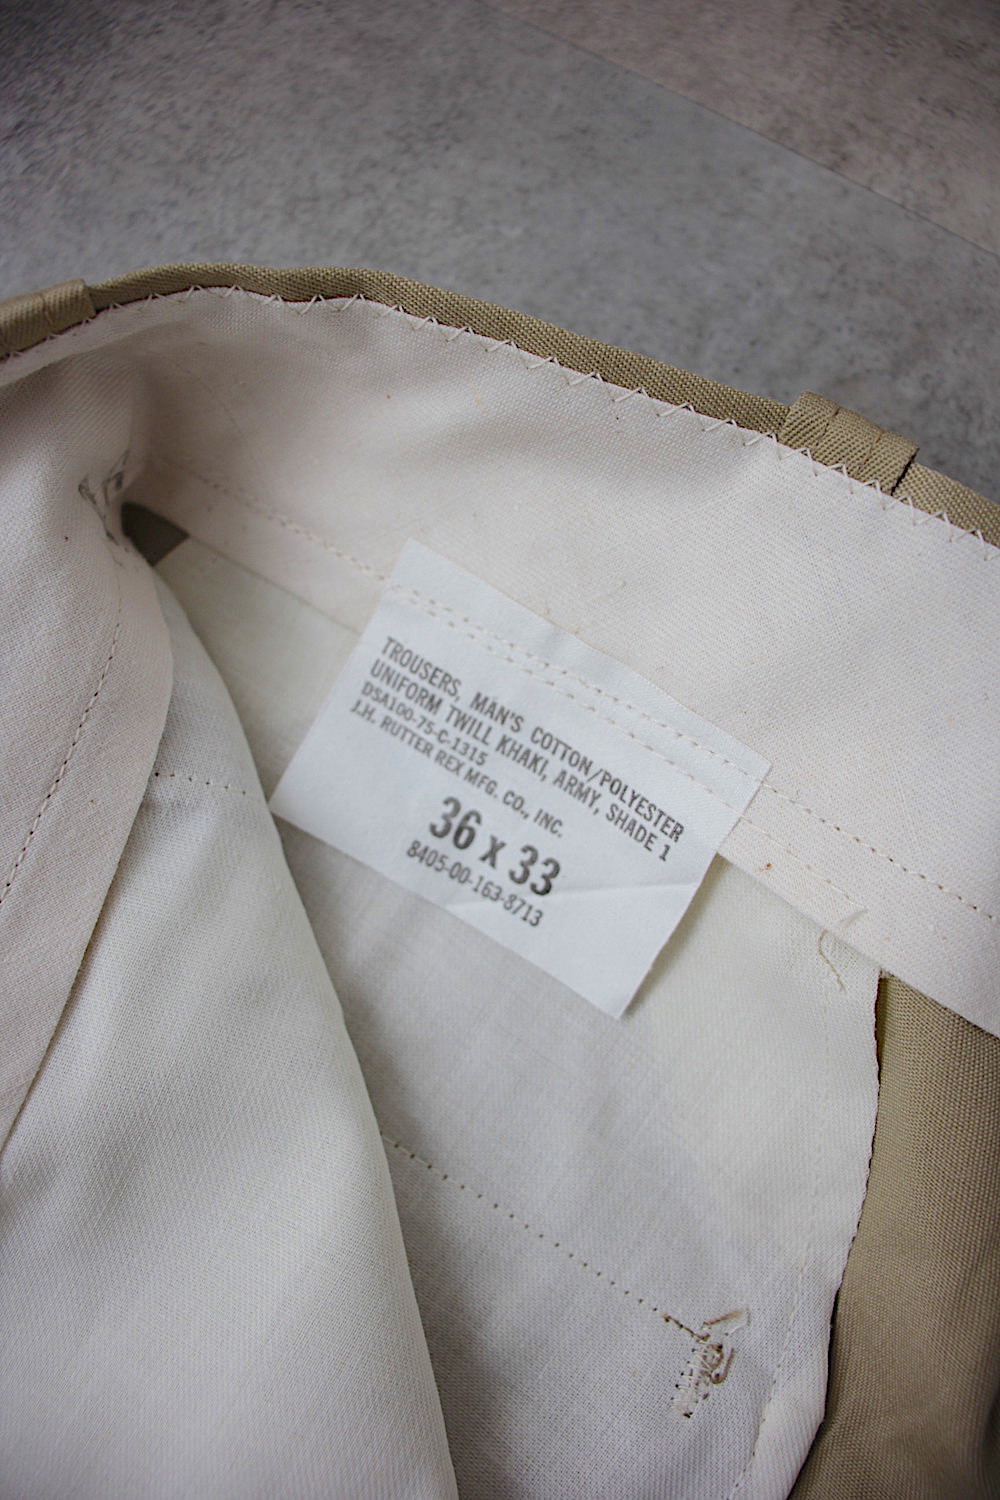 TROUSERS, MAN'S COTTON/POLYESTER
UNIFORM TWILL KHAKI, ARMY, SHADE 1
DSA100-75-C-1315
J.H. RUTTER REX MFG. CO., INC.
36 x 33
8405-00-163-8713